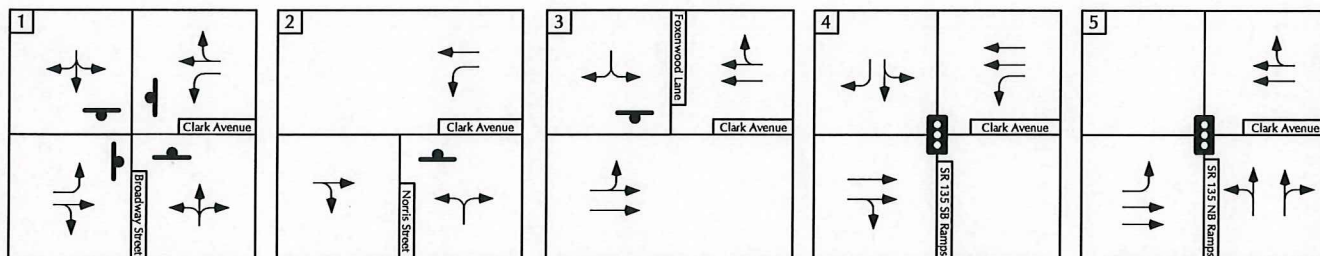 1
Clark Avenue
Broadway Street
2
Clark Avenue
Norris Street
3
Foxenwood Lane
Clark Avenue
4
Clark Avenue
SR 135 SB Ramps
5
Clark Avenue
SR 135 NB Ramps